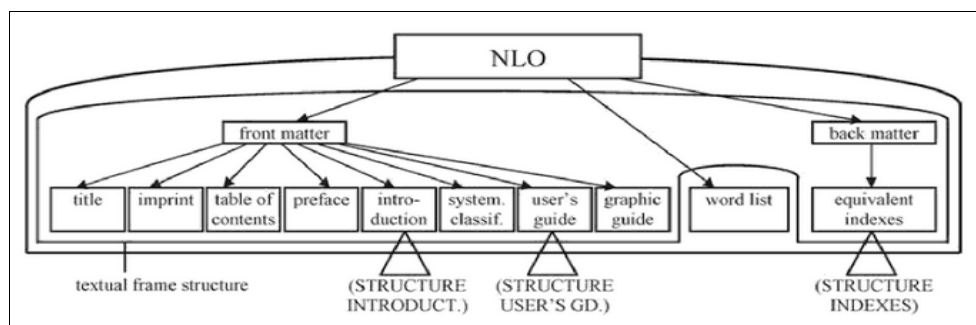 NLO
front matter
back matter
title
imprint
table of
contents
preface
intro-
duction
system.
classif.
user's
guide
graphic
guide
word list
equivalent
indexes
textual frame structure
(STRUCTURE
INTRODUCT.)
(STRUCTURE
USER'S GD.)
(STRUCTURE
INDEXES)